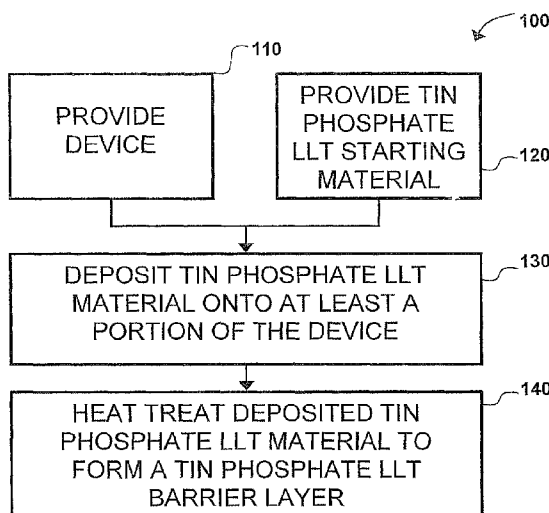 100
110
PROVIDE
DEVICE
PROVIDE TIN
PHOSPHATE
LLT STARTING
MATERIAL
120
DEPOSIT TIN PHOSPHATE LLT
MATERIAL ONTO AT LEAST A
PORTION OF THE DEVICE
130
HEAT TREAT DEPOSITED TIN
PHOSPHATE LLT MATERIAL TO
FORM A TIN PHOSPHATE LLT
BARRIER LAYER
140